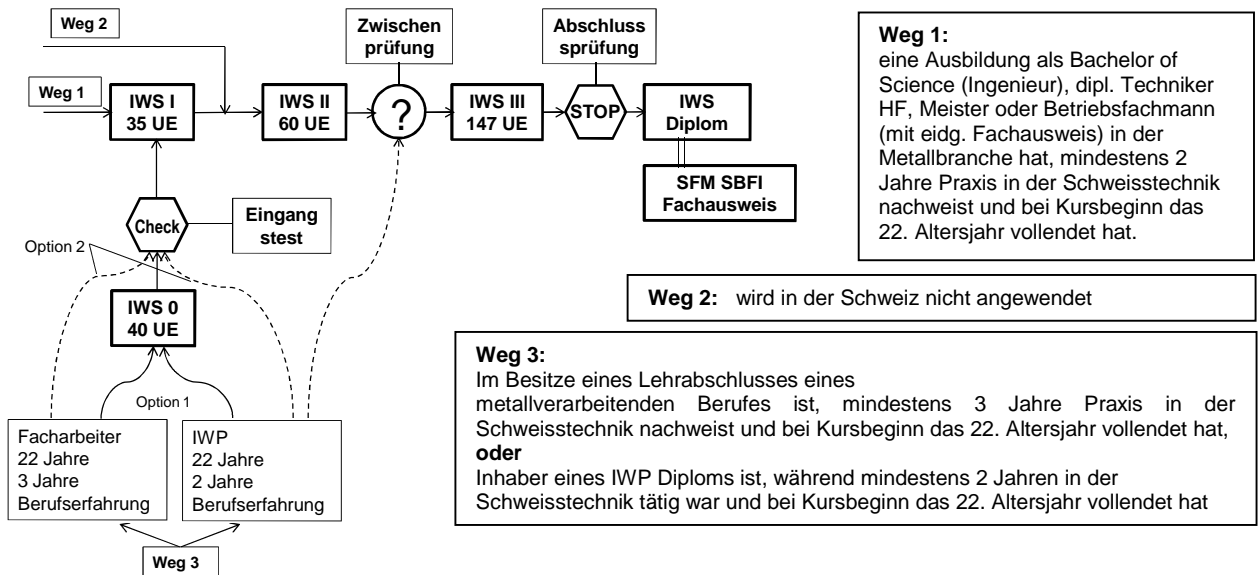 Weg 2
Zwischen
prüfung
Abschluss
sprüfung
Weg 1
IWS I
35 UE
IWS II
60 UE
?
IWS III
147 UE
STOP
IWS
Diplom
SFM SBFI
Fachausweis
Check
Eingang
stest
Option 2
IWS 0
40 UE
Option 1
Facharbeiter
22 Jahre
3 Jahre
Berufserfahrung
IWP
22 Jahre
2 Jahre
Berufserfahrung
Weg 3
Weg 1:
eine Ausbildung als Bachelor of
Science (Ingenieur), dipl. Techniker
HF, Meister oder Betriebsfachmann
(mit eidg. Fachausweis) in der
Metallbranche hat, mindestens 2
Jahre Praxis in der Schweisstechnik
nachweist und bei Kursbeginn das
22. Altersjahr vollendet hat.
Weg 2: wird in der Schweiz nicht angewendet
Weg 3:
Im Besitze eines Lehrabschlusses eines
metallverarbeitenden Berufes ist, mindestens 3 Jahre Praxis in der
Schweisstechnik nachweist und bei Kursbeginn das 22. Altersjahr vollendet hat,
oder
Inhaber eines IWP Diploms ist, während mindestens 2 Jahren in der
Schweisstechnik tätig war und bei Kursbeginn das 22. Altersjahr vollendet hat